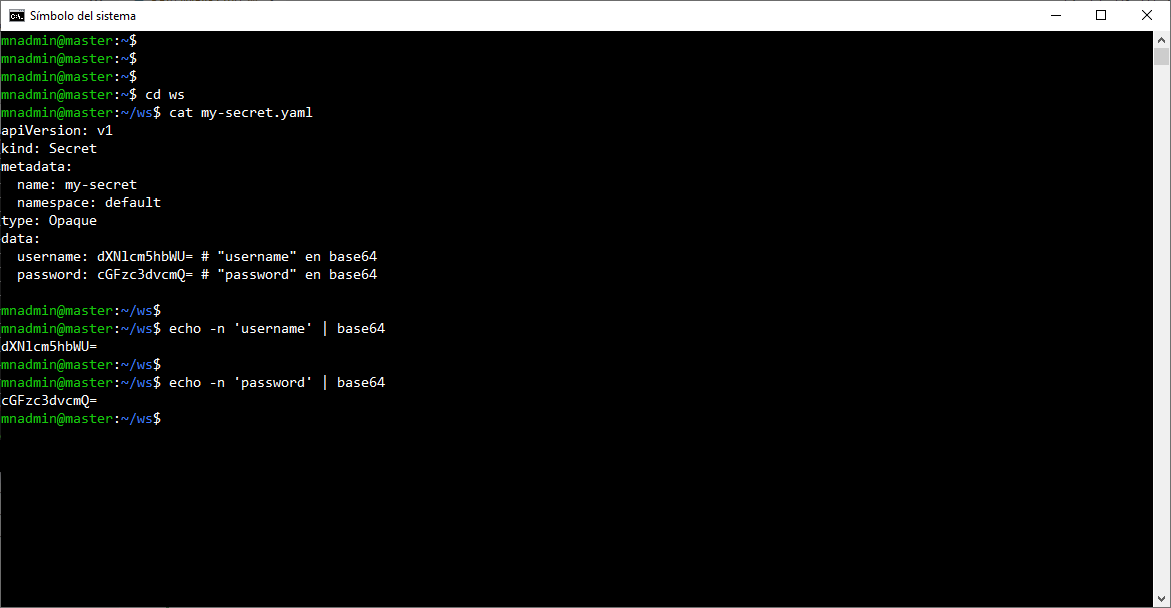 Símbolo del sistema
mnadmin@master:~$
mnadmin@master:~$
mnadmin@master:~$
mnadmin@master:~$ cd ws
mnadmin@master:~/ws$ cat my-secret.yaml
apiVersion: v1
kind: Secret
metadata:
  name: my-secret
  namespace: default
type: Opaque
data:
  username: dXNlcm5hbWU= # "username" en base64
  password: cGFzc3dvcmQ= # "password" en base64

mnadmin@master:~/ws$
mnadmin@master:~/ws$ echo -n 'username' | base64
dXNlcm5hbWU=
mnadmin@master:~/ws$
mnadmin@master:~/ws$ echo -n 'password' | base64
cGFzc3dvcmQ=
mnadmin@master:~/ws$